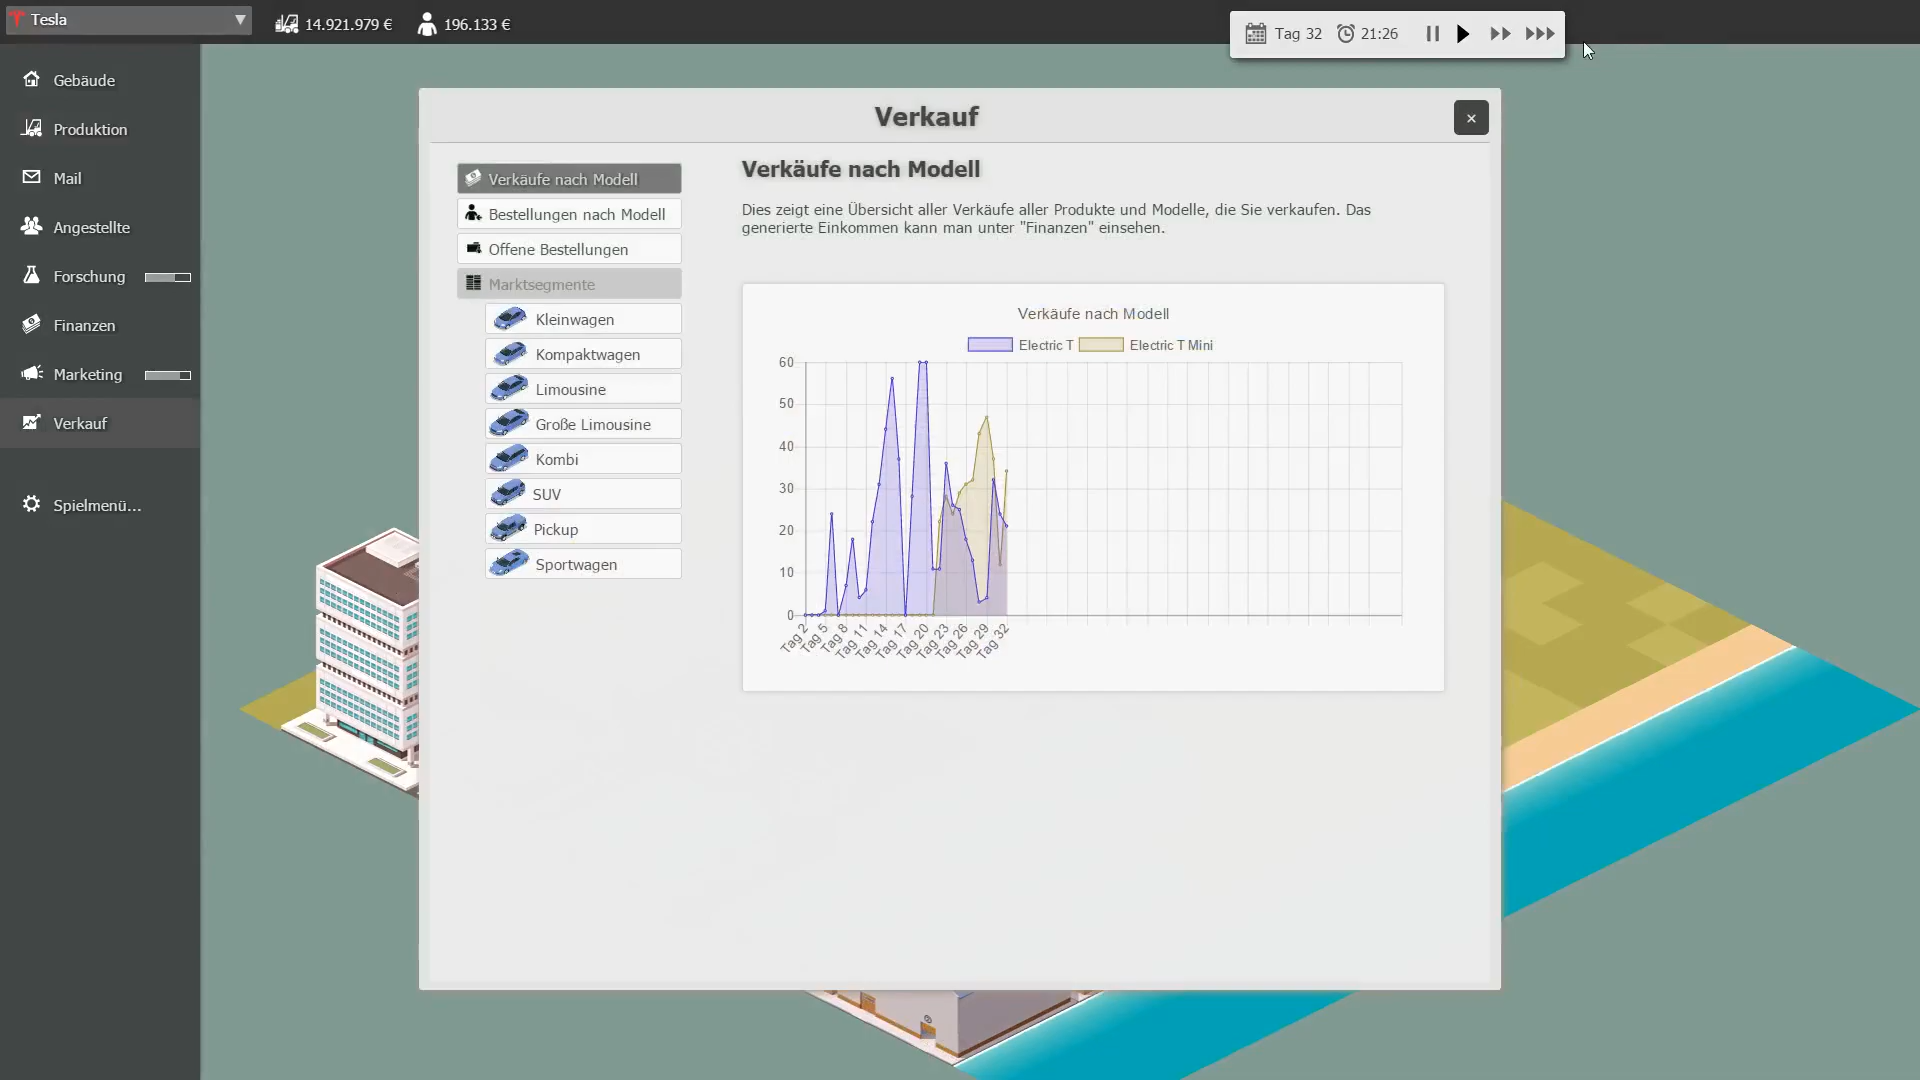 Tesla
14.921.979 €
196.133 €
Tag 32
21:26
Gebäude
Produktion
Mail
Angestellte
Forschung
Finanzen
Marketing
Verkauf
Spielmenü...
Verkauf
×
Verkäufe nach Modell
Bestellungen nach Modell
Offene Bestellungen
Marktsegmente
Kleinwagen
Kompaktwagen
Limousine
Große Limousine
Kombi
SUV
Pickup
Sportwagen
Verkäufe nach Modell
Dies zeigt eine Übersicht aller Verkäufe aller Produkte und Modelle, die Sie verkaufen. Das
generierte Einkommen kann man unter "Finanzen" einsehen.
Verkäufe nach Modell
Electric T
Electric T Mini
60
50
40
30
20
10
0
Tag 2
Tag 5
Tag 8
Tag 11
Tag 14
Tag 17
Tag 20
Tag 23
Tag 26
Tag 29
Tag 32